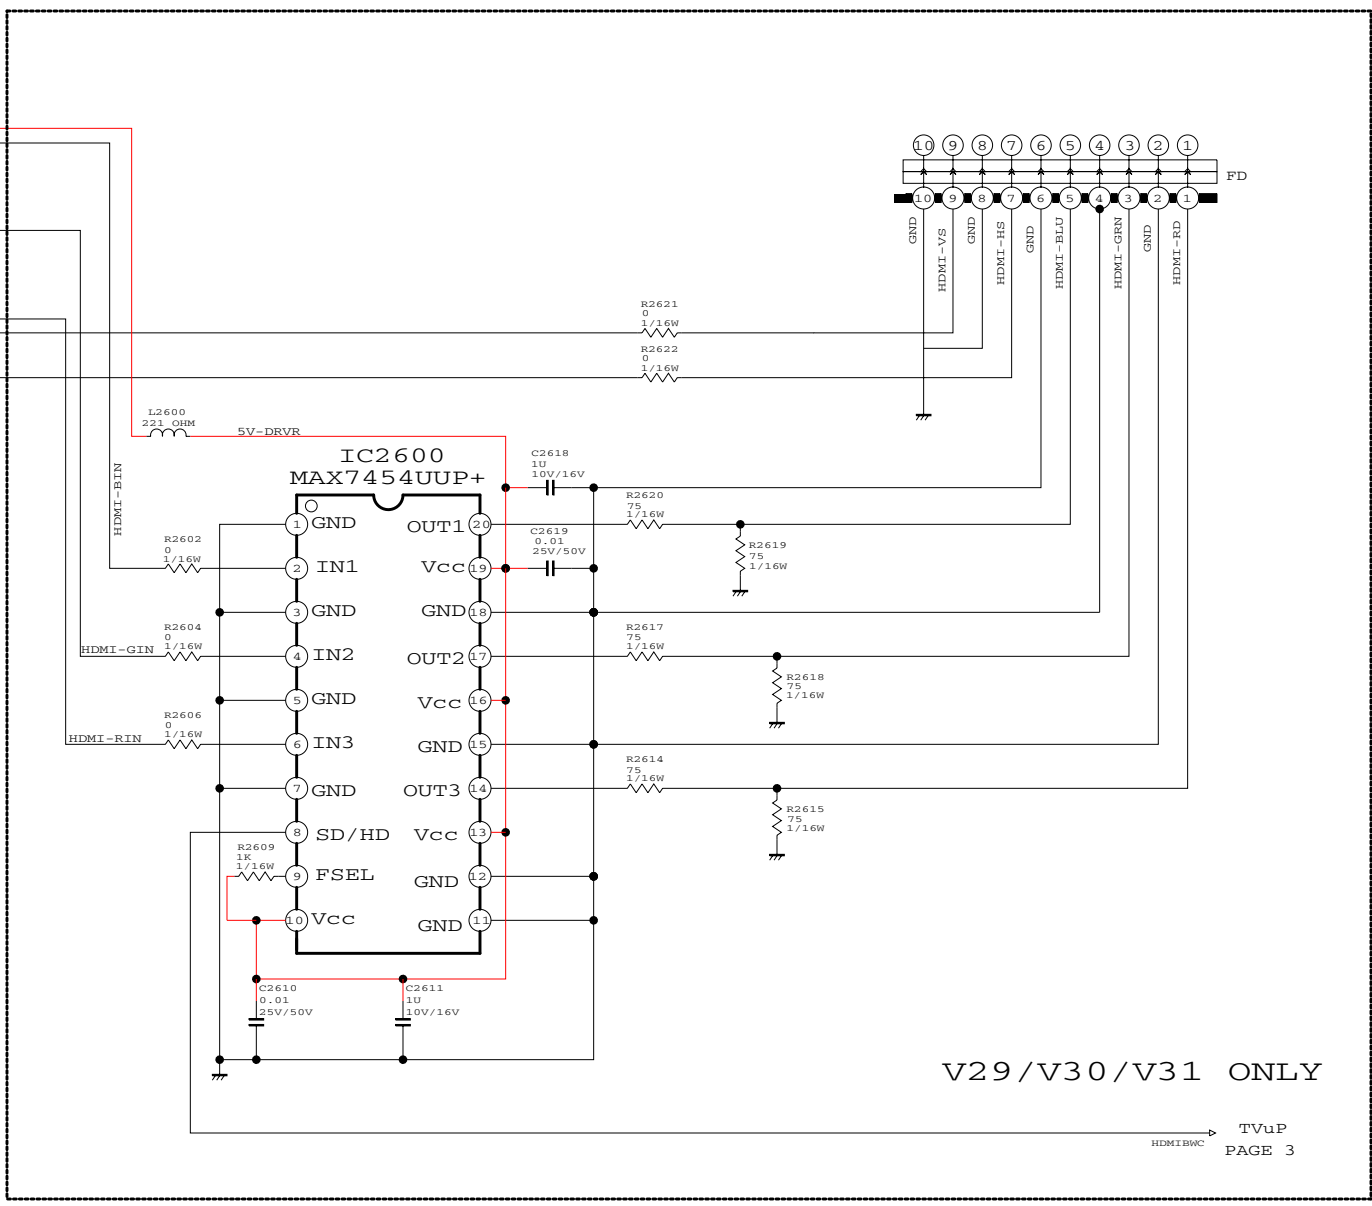 10 9 8 7 6 5 4 3 2 1
FD
10 9 8 7 6 5 4 3 2 1
GND
HDMI-VS
GND
HDMI-HS
GND
HDMI-BLU
HDMI-GRN
GND
HDMI-RD
R2621
0
1/16W
R2622
0
1/16W
L2600
221 OHM
5V-DRVR
HDMI-BIN
IC2600
MAX7454UUP+
C2618
1U
10V/16V
R2620
75
1/16W
C2619
0.01
25V/50V
R2619
75
1/16W
1 GND
OUT1 20
R2602
0
1/16W
2 IN1
Vcc 19
3 GND
GND 18
R2604
0
1/16W
HDMI-GIN
4 IN2
OUT2 17
R2617
75
1/16W
R2618
75
1/16W
5 GND
Vcc 16
R2606
0
1/16W
HDMI-RIN
6 IN3
GND 15
7 GND
OUT3 14
R2614
75
1/16W
R2615
75
1/16W
8 SD/HD
Vcc 13
R2609
1K
1/16W
9 FSEL
GND 12
10 Vcc
GND 11
C2610
0.01
25V/50V
C2611
1U
10V/16V
V29/V30/V31 ONLY
HDMIBWC
TVuP
PAGE 3